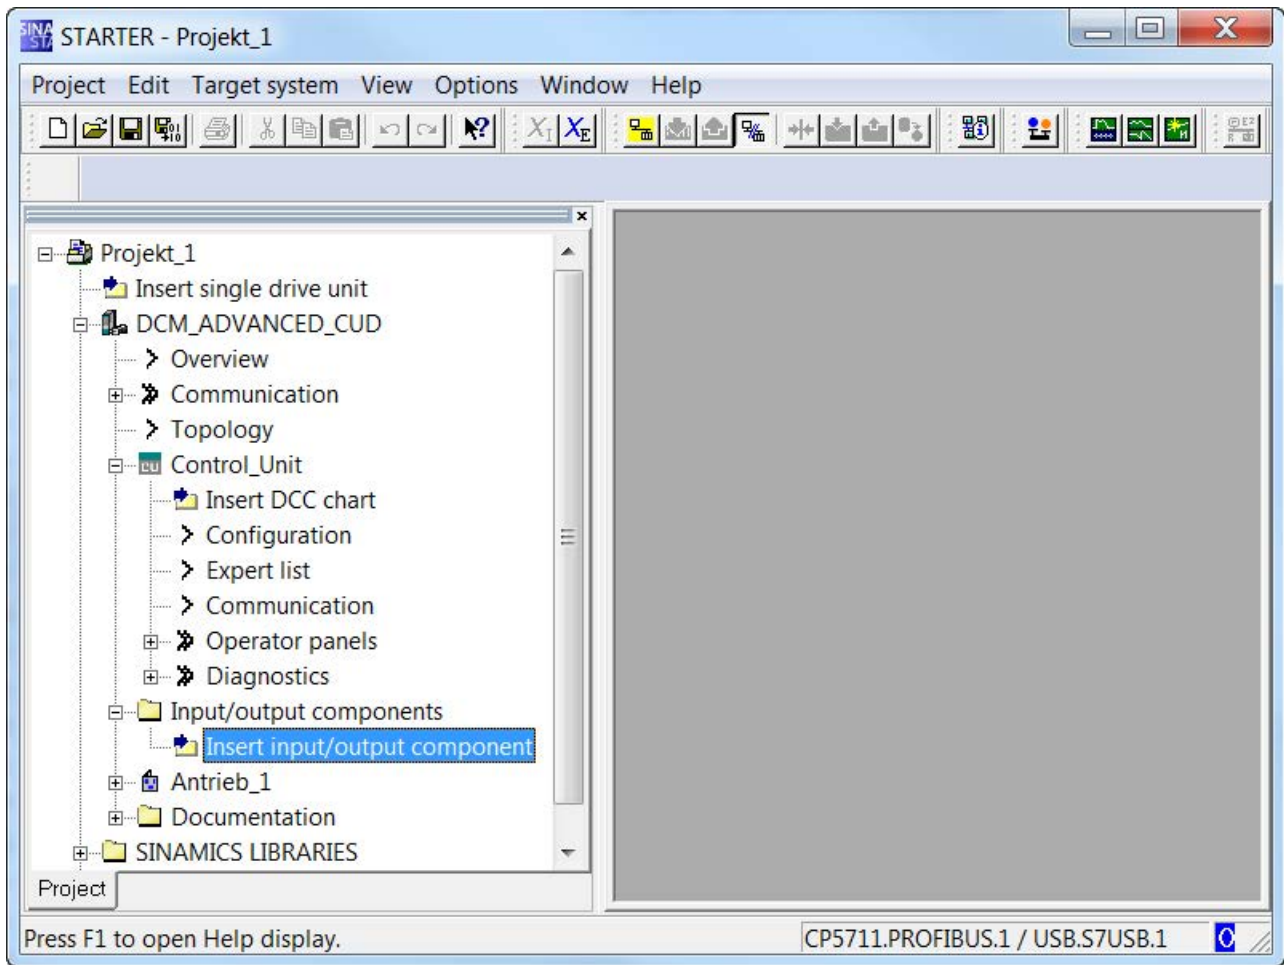 STARTER - Projekt_1
Project Edit Target system View Options Window Help
Projekt_1
Insert single drive unit
DCM_ADVANCED_CUD
Overview
Communication
Topology
Control_Unit
Insert DCC chart
Configuration
Expert list
Communication
Operator panels
Diagnostics
Input/output components
Insert input/output component
Antrieb_1
Documentation
SINAMICS LIBRARIES
Project
Press F1 to open Help display. CP5711.PROFIBUS.1 / USB.S7USB.1